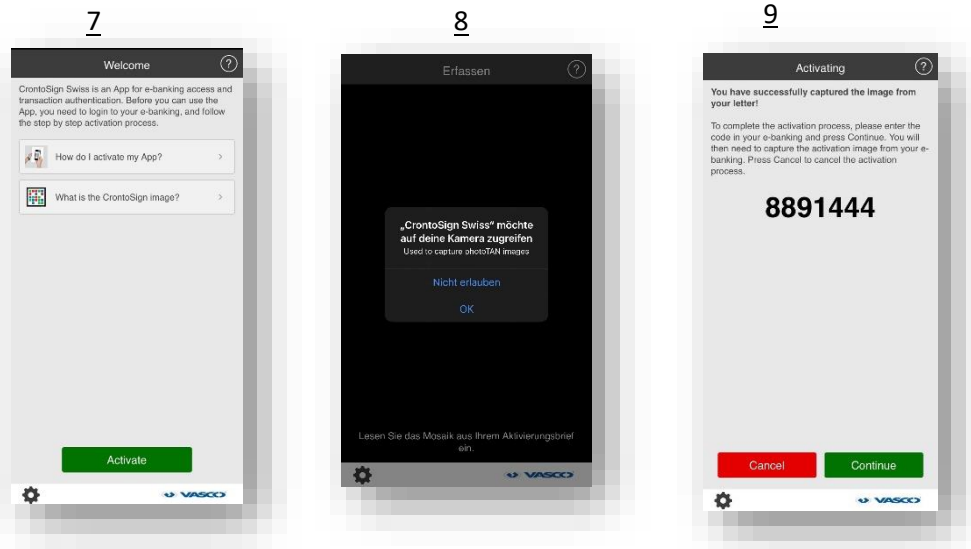 7
Welcome
?
CrontoSign Swiss is an App for e-banking access and
transaction authentication. Before you can use the
App, you need to login to your e-banking, and follow
the step by step activation process.
How do I activate my App?
What is the CrontoSign image?
Activate
VASCO
8
Erfassen
?
„CrontoSign Swiss“ möchte
auf deine Kamera zugreifen
Used to capture photoTAN images
Nicht erlauben
OK
Lesen Sie das Mosaik aus Ihrem Aktivierungsbrief
ein.
VASCO
9
Activating
?
You have successfully captured the image from
your letter!
To complete the activation process, please enter the
code in your e-banking and press Continue. You will
then need to capture the activation image from your e-
banking. Press Cancel to cancel the activation
process.
8891444
Cancel
Continue
VASCO